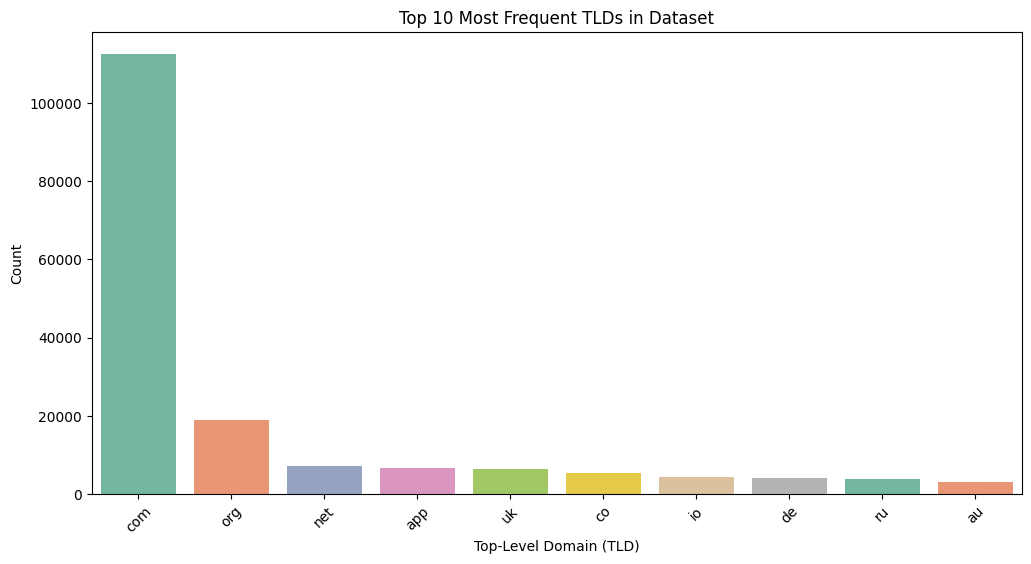 Top 10 Most Frequent TLDs in Dataset
Count
100000
80000
60000
40000
20000
0
com
org
net
app
uk
co
io
de
ru
au
Top-Level Domain (TLD)